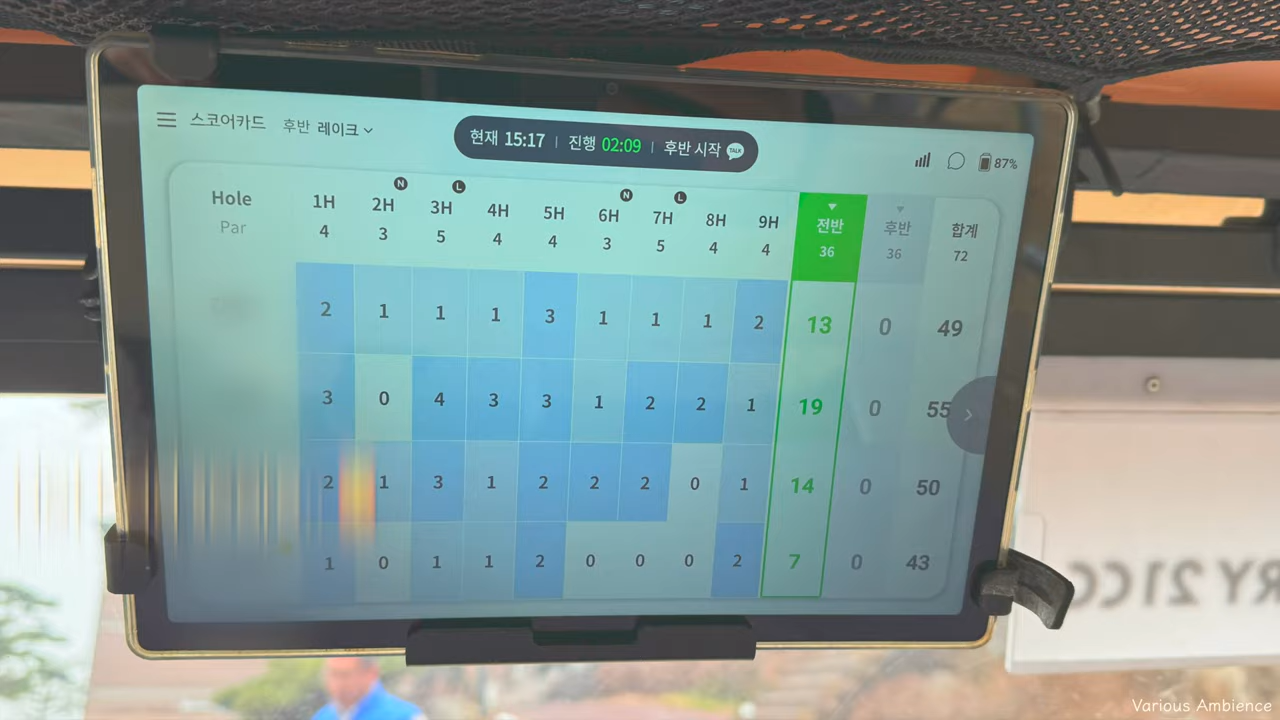 스코어카드 후반 레이크
현재 15:17 | 진행 02:09 | 후반 시작 TALK
87%
Hole 1H 2H N 3H L 4H 5H 6H N 7H L 8H 9H 전반 후반 합계
Par 4 3 5 4 4 3 5 4 4 36 36 72
2 1 1 1 3 1 1 1 2 13 0 49
3 0 4 3 3 1 2 2 1 19 0 55
2 1 3 1 2 2 2 0 1 14 0 50
1 0 1 1 2 0 0 0 2 7 0 43
RY 21CC
Various Ambience